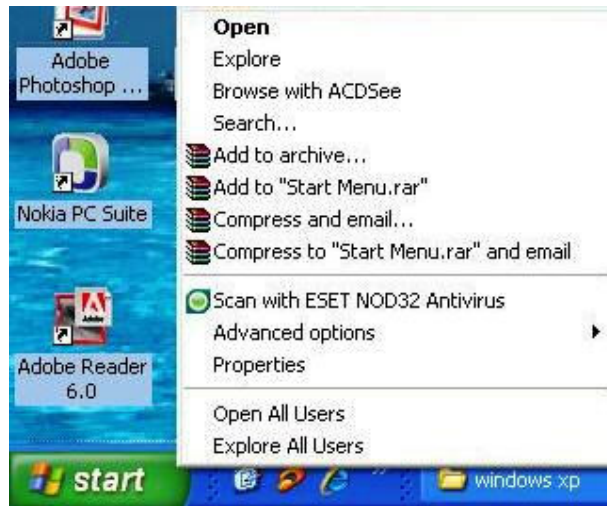 Adobe
Photoshop ...
Nokia PC Suite
Adobe Reader
6.0
Open
Explore
Browse with ACDSee
Search...
Add to archive...
Add to "Start Menu.rar"
Compress and email...
Compress to "Start Menu.rar" and email
Scan with ESET NOD32 Antivirus
Advanced options
Properties
Open All Users
Explore All Users
start
windows xp